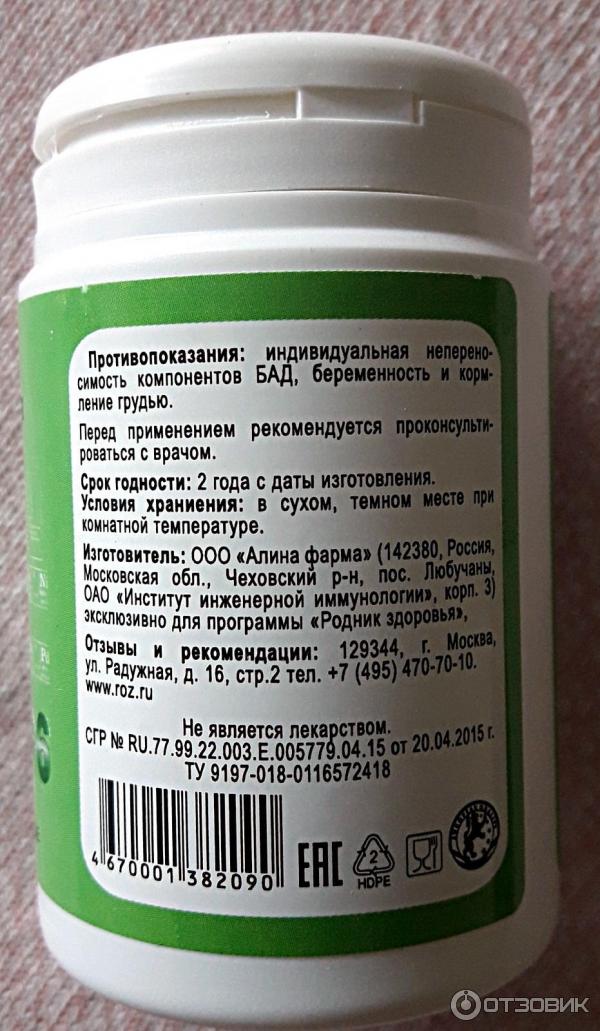 Противопоказания: индивидуальная неперено-
симость компонентов БАД, беременность и корм-
ление грудью.
Перед применением рекомендуется проконсульти-
роваться с врачом.
Срок годности: 2 года с даты изготовления.
Условия храниения: в сухом, темном месте при
комнатной температуре.
Изготовитель: ООО «Алина фарма» (142380, Россия,
Московская обл., Чеховский р-н, пос. Любучаны,
ОАО «Институт инженерной иммунологии», корп. 3)
эксклюзивно для программы «Родник здоровья»,
Отзывы и рекомендации: 129344, г. Москва,
ул. Радужная, д. 16, стр.2 тел. +7 (495) 470-70-10.
www.roz.ru
Не является лекарством.
СГР № RU.77.99.22.003.E.005779.04.15 от 20.04.2015 г.
ТУ 9197-018-0116572418
4 670001 382090
EAC
2
HDPE
N
6
ОТЗОВИК